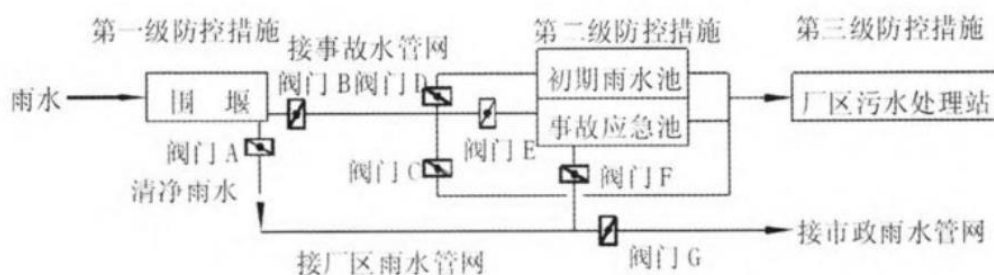 第一级防控措施
第二级防控措施
第三级防控措施
接事故水管网
阀门B阀门D
初期雨水池
雨水
围 堰
厂区污水处理站
事故应急池
阀门A
阀门E
阀门C
阀门F
清净雨水
接市政雨水管网
接厂区雨水管网
阀门G